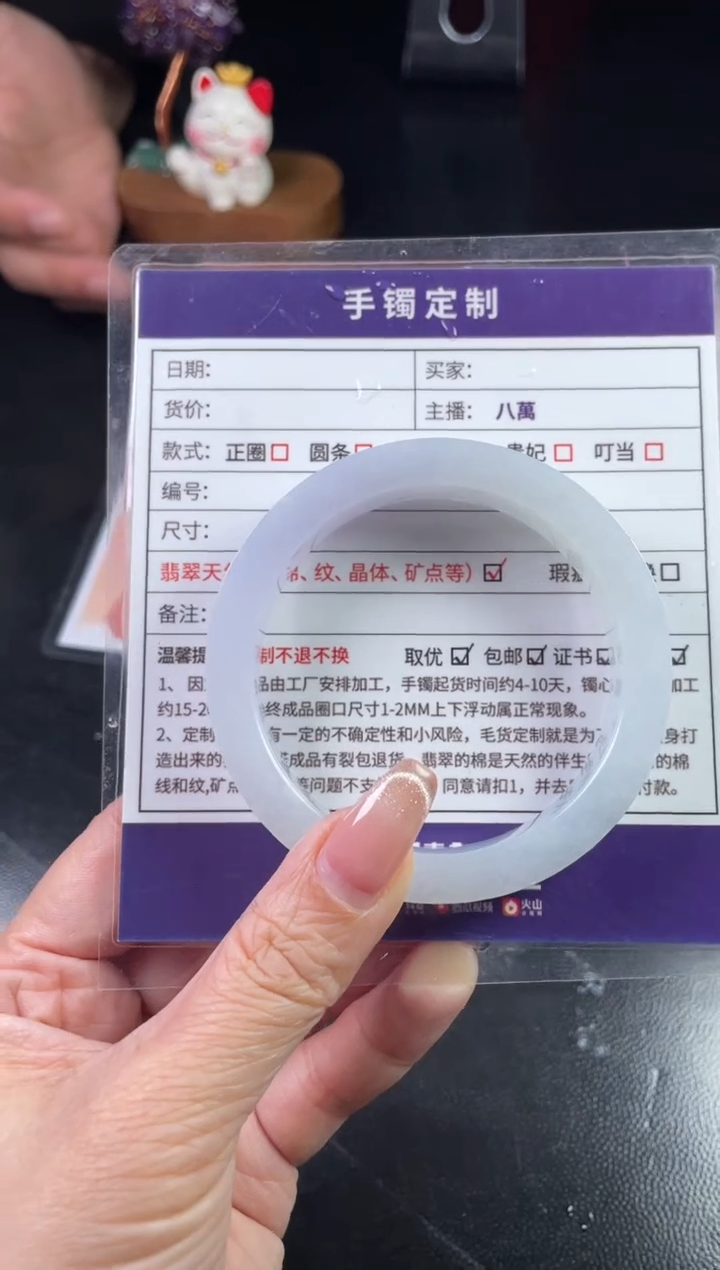 手镯定制
日期： 买家：
货价： 主播： 八萬
款式： 正圈 圆条 贵妃 叮当
编号：
尺寸：
翡翠天 、纹、晶体、矿点等） 瑕
备注：
温馨提 制不退不换 取优 包邮 证书
1、 因 品由工厂安排加工，手镯起货时间约4-10天，镯心 加工
约15-2 终成品圈口尺寸1-2MM上下浮动属正常现象。
2、定制 有一定的不确定性和小风险，毛货定制就是为 身打
造出来的 成品有裂包退货 翡翠的棉是天然的伴生 的棉
线和纹,矿点 等问题不支 同意请扣1，并去 付款。
西瓜视频 火山